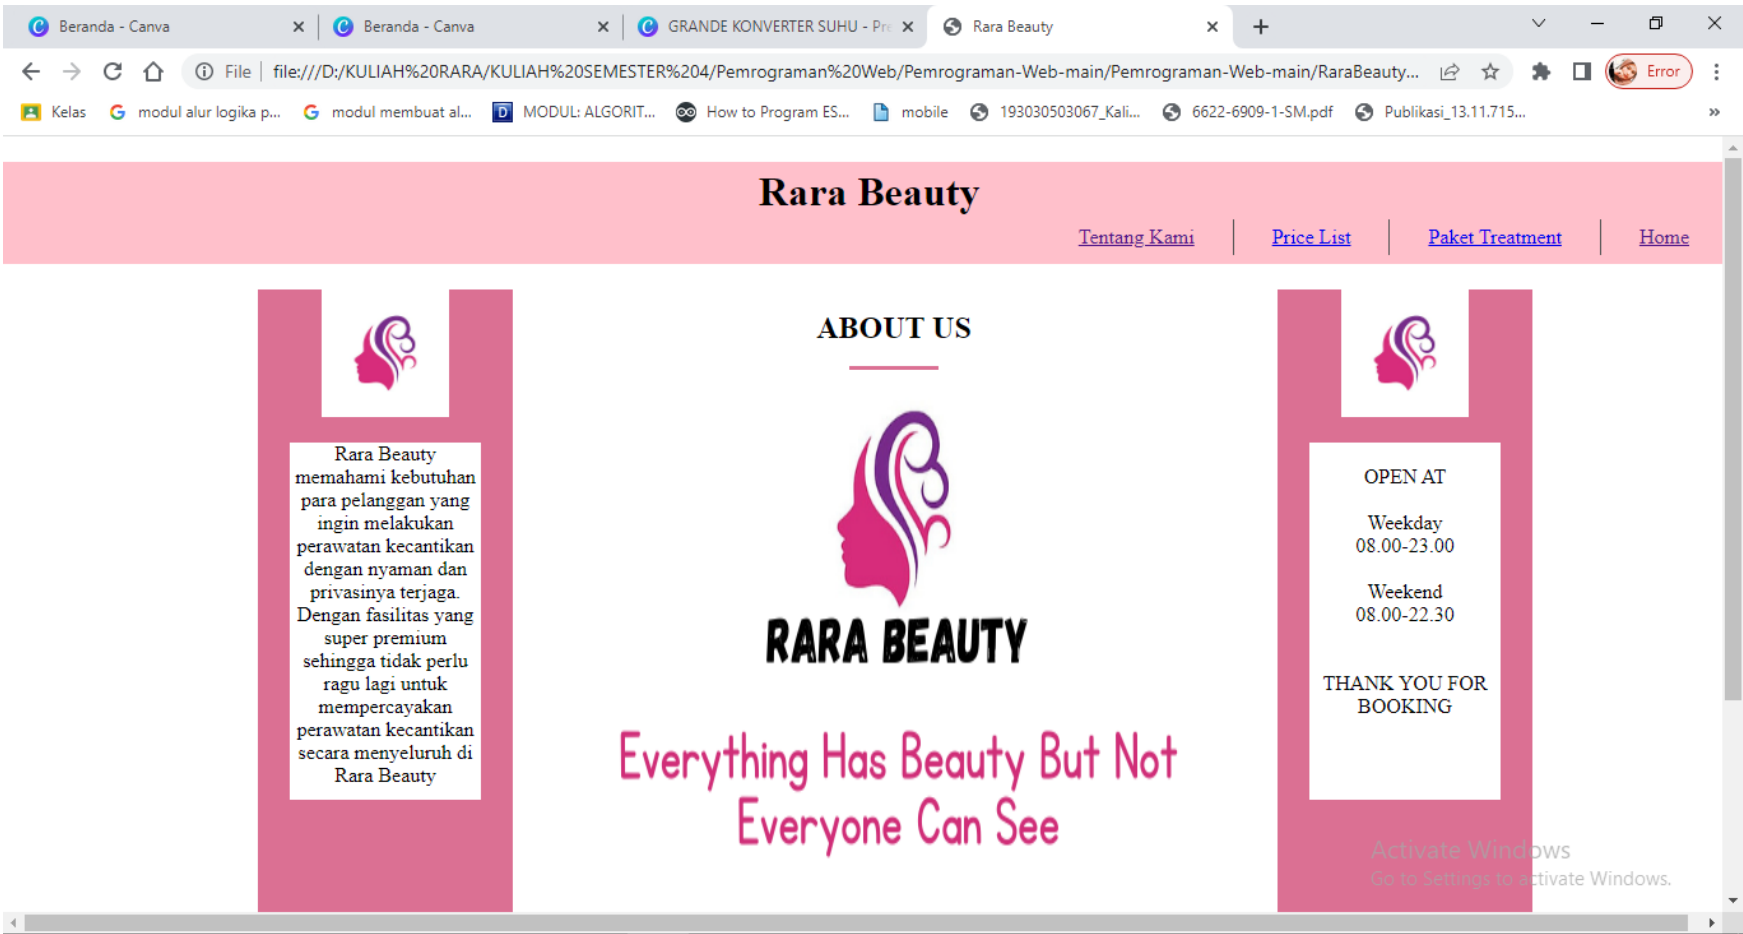 Beranda - Canva
Beranda - Canva
GRANDE KONVERTER SUHU - Pre
Rara Beauty
File
file:///D:/KULIAH%20RARA/KULIAH%20SEMESTER%204/Pemrograman%20Web/Pemrograman-Web-main/Pemrograman-Web-main/RaraBeauty...
Error
Kelas
modul alur logika p...
modul membuat al...
MODUL: ALGORIT...
How to Program ES...
mobile
193030503067_Kali...
6622-6909-1-SM.pdf
Publikasi_13.11.715...
Rara Beauty
Tentang Kami
Price List
Paket Treatment
Home
Rara Beauty
memahami kebutuhan
para pelanggan yang
ingin melakukan
perawatan kecantikan
dengan nyaman dan
privasinya terjaga.
Dengan fasilitas yang
super premium
sehingga tidak perlu
ragu lagi untuk
mempercayakan
perawatan kecantikan
secara menyeluruh di
Rara Beauty
ABOUT US
RARA BEAUTY
Everything Has Beauty But Not
Everyone Can See
OPEN AT
Weekday
08.00-23.00
Weekend
08.00-22.30
THANK YOU FOR
BOOKING
Activate Windows
Go to Settings to activate Windows.